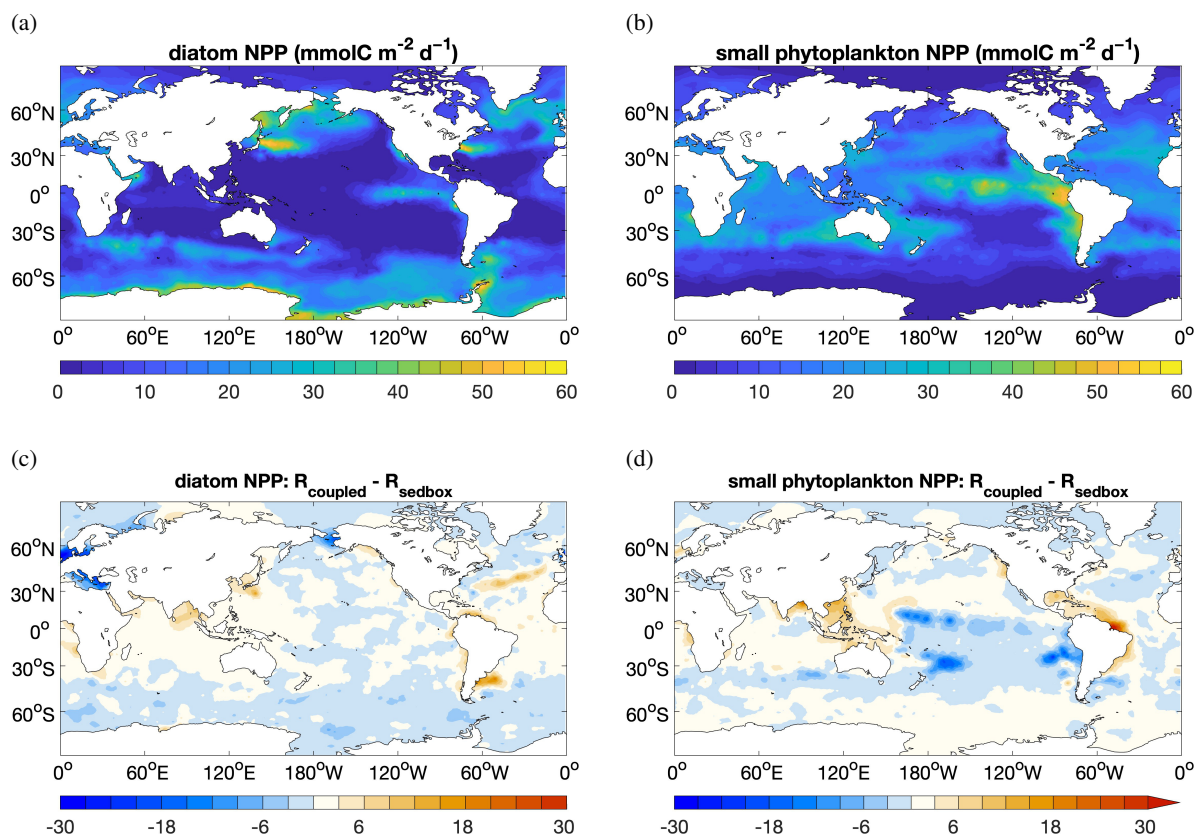 (a)
diatom NPP (mmolC m⁻² d⁻¹)
60°N
30°N
0°
30°S
60°S
0° 60°E 120°E 180°W 120°W 60°W 0°
0 10 20 30 40 50 60
(b)
small phytoplankton NPP (mmolC m⁻² d⁻¹)
60°N
30°N
0°
30°S
60°S
0° 60°E 120°E 180°W 120°W 60°W 0°
0 10 20 30 40 50 60
(c)
diatom NPP: R_coupled - R_sedbox
60°N
30°N
0°
30°S
60°S
0° 60°E 120°E 180°W 120°W 60°W 0°
-30 -18 -6 6 18 30
(d)
small phytoplankton NPP: R_coupled - R_sedbox
60°N
30°N
0°
30°S
60°S
0° 60°E 120°E 180°W 120°W 60°W 0°
-30 -18 -6 6 18 30